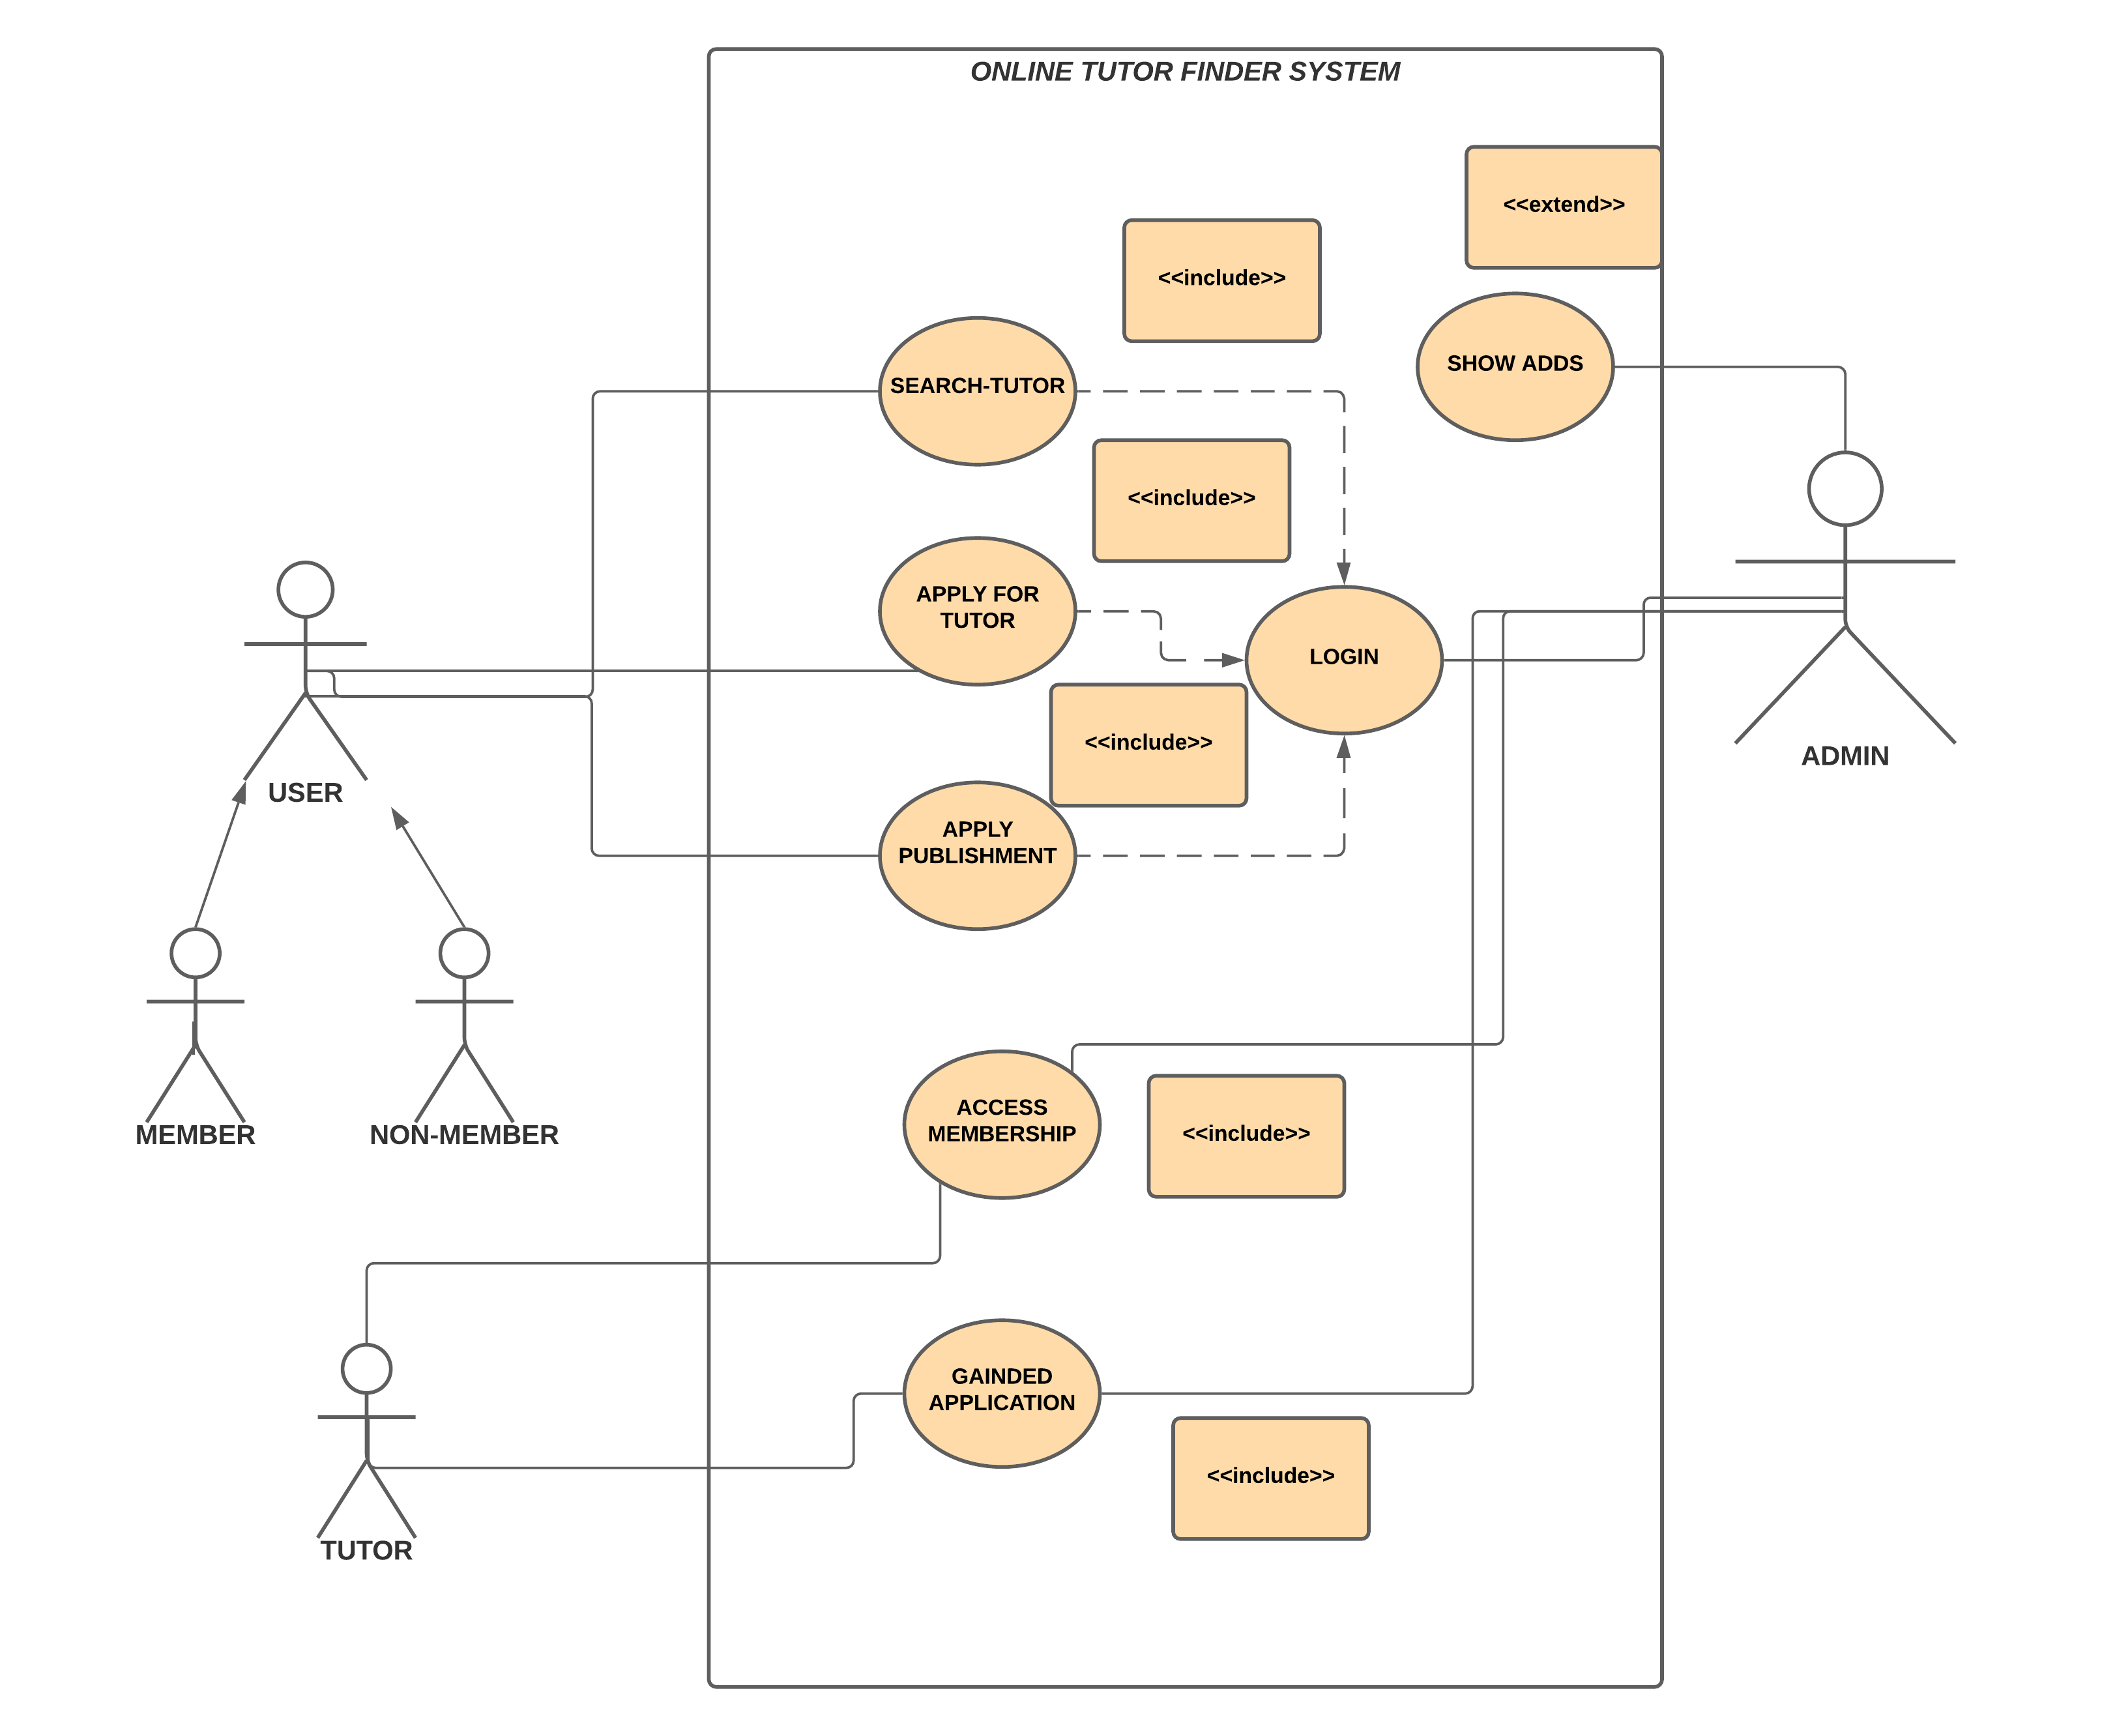 ONLINE TUTOR FINDER SYSTEM
<<extend>>
<<include>>
SHOW ADDS
SEARCH-TUTOR
<<include>>
APPLY FOR
TUTOR
LOGIN
<<include>>
ADMIN
USER
APPLY
PUBLISHMENT
ACCESS
MEMBERSHIP
<<include>>
MEMBER
NON-MEMBER
GAINDED
APPLICATION
<<include>>
TUTOR